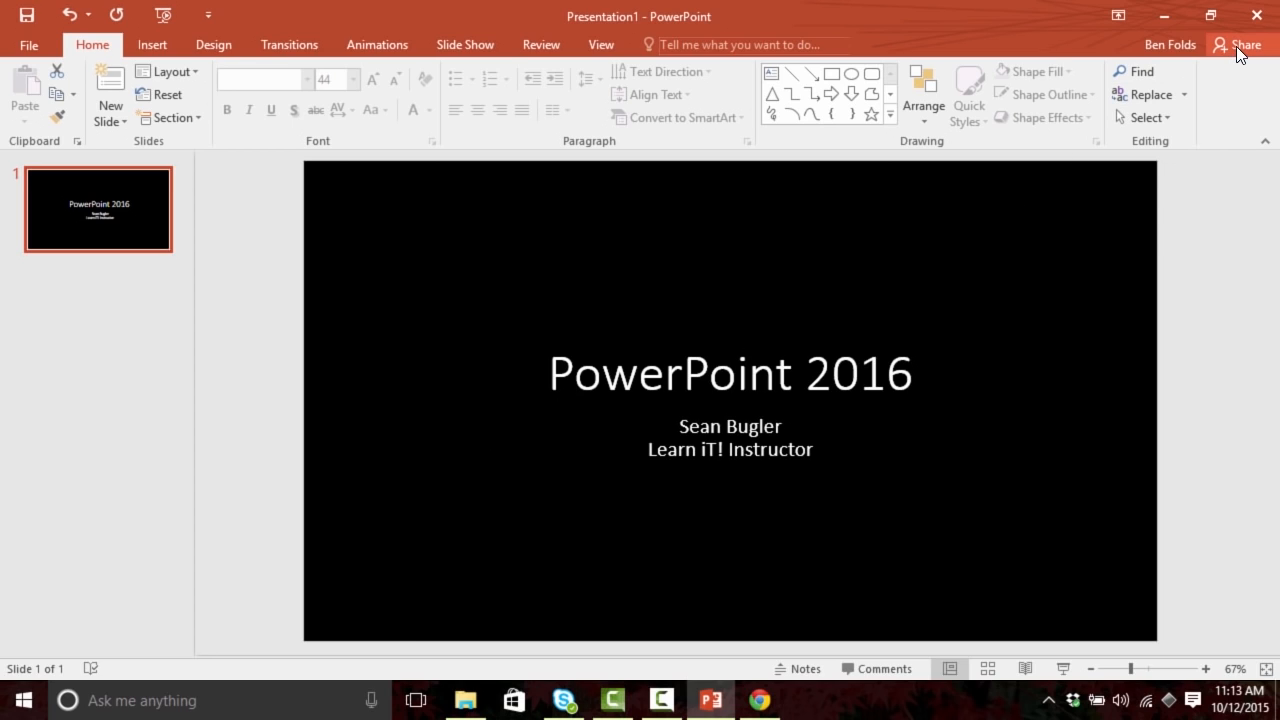 Presentation1 - PowerPoint
File Home Insert Design Transitions Animations Slide Show Review View Tell me what you want to do... Ben Folds Share
Paste
New Slide
Layout
Reset
Section
44
B I U S abc AV Aa A
Text Direction
Align Text
Convert to SmartArt
Arrange
Quick Styles
Shape Fill
Shape Outline
Shape Effects
Find
Replace
Select
Clipboard Slides Font Paragraph Drawing Editing
1
PowerPoint 2016
Sean Bugler
Learn iT! Instructor
PowerPoint 2016
Sean Bugler
Learn iT! Instructor
Slide 1 of 1 Notes Comments 67%
Ask me anything
11:13 AM
10/12/2015